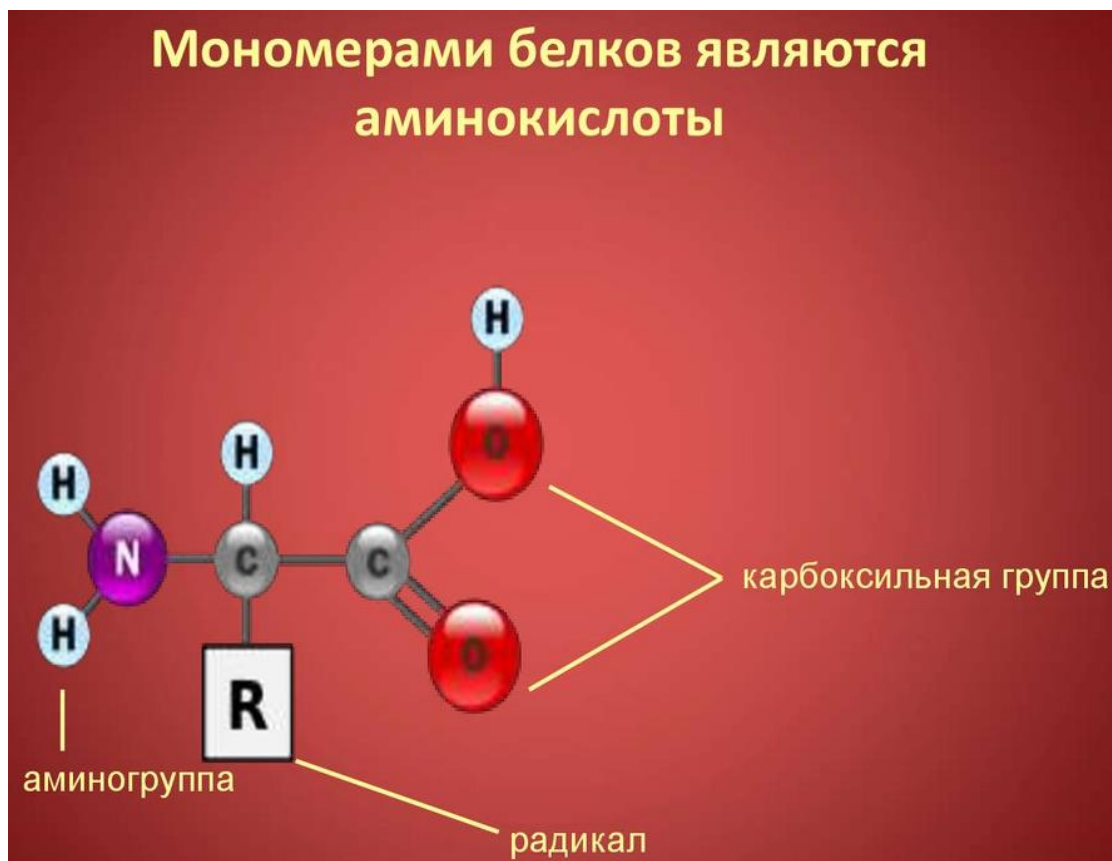 Мономерами белков являются
аминокислоты
H
O
H
H
N
C
C
карбоксильная группа
H
O
R
аминогруппа
радикал